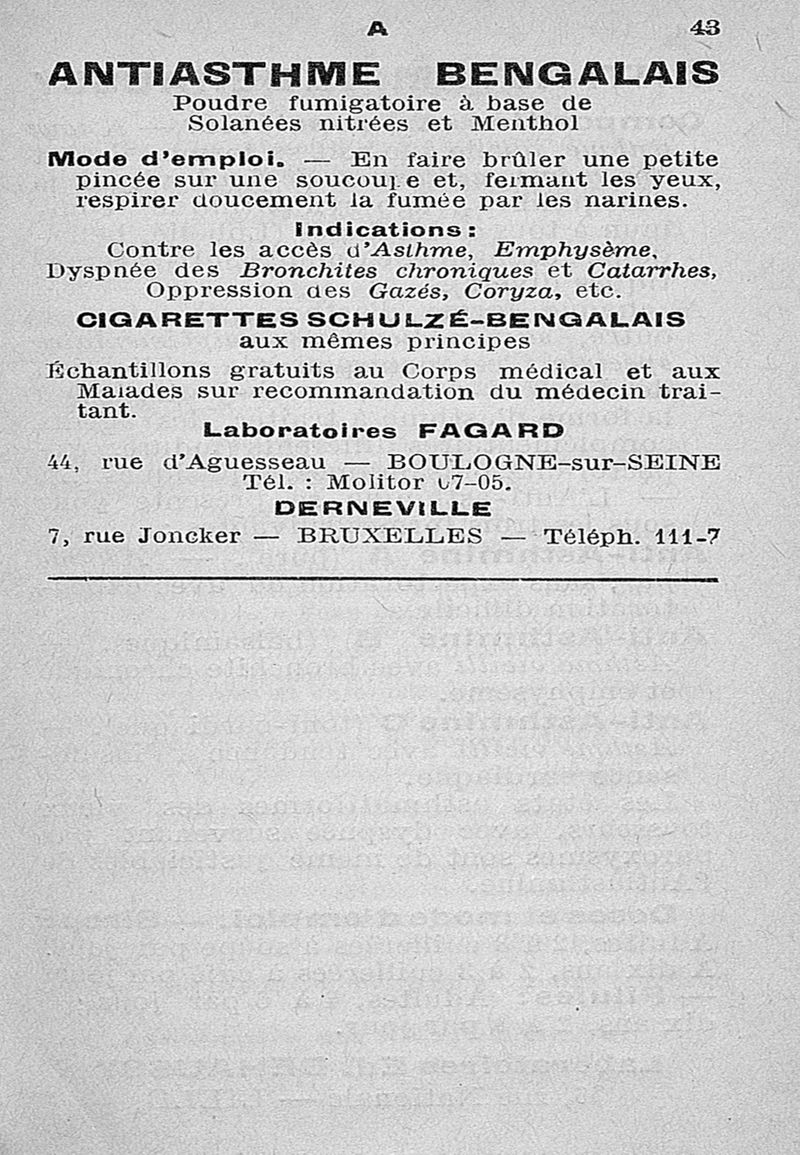 A 43
ANTIASTHME BENGALAIS
Poudre fumigatoire à base de
Solanées nitrées et Menthol
Mode d'emploi. — En faire brûler une petite
pincée sur une soucoupe et, fermant les yeux,
respirer doucement la fumée par les narines.
Indications :
Contre les accès d'Asthme, Emphysème,
Dyspnée des Bronchites chroniques et Catarrhes,
Oppression des Gazés, Coryza, etc.
CIGARETTES SCHULZÉ-BENGALAIS
aux mêmes principes
Échantillons gratuits au Corps médical et aux
Malades sur recommandation du médecin trai-
tant.
Laboratoires FAGARD
44, rue d'Aguesseau — BOULOGNE-sur-SEINE
Tél. : Molitor 07-05.
DERNEVILLE
7, rue Joncker — BRUXELLES — Téléph. 111-7